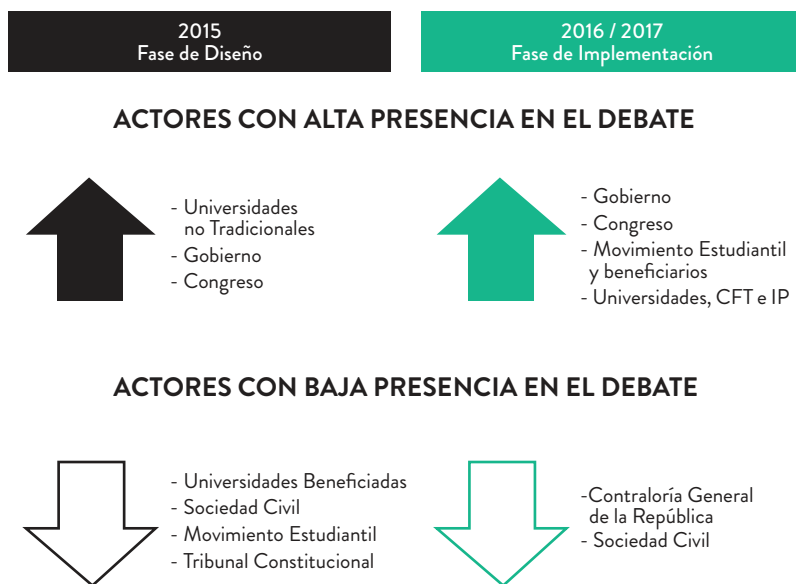 2015
Fase de Diseño
2016 / 2017
Fase de Implementación
ACTORES CON ALTA PRESENCIA EN EL DEBATE
- Universidades
no Tradicionales
- Gobierno
- Congreso
- Gobierno
- Congreso
- Movimiento Estudiantil
y beneficiarios
- Universidades, CFT e IP
ACTORES CON BAJA PRESENCIA EN EL DEBATE
- Universidades Beneficiadas
- Sociedad Civil
- Movimiento Estudiantil
- Tribunal Constitucional
-Contraloría General
de la República
- Sociedad Civil